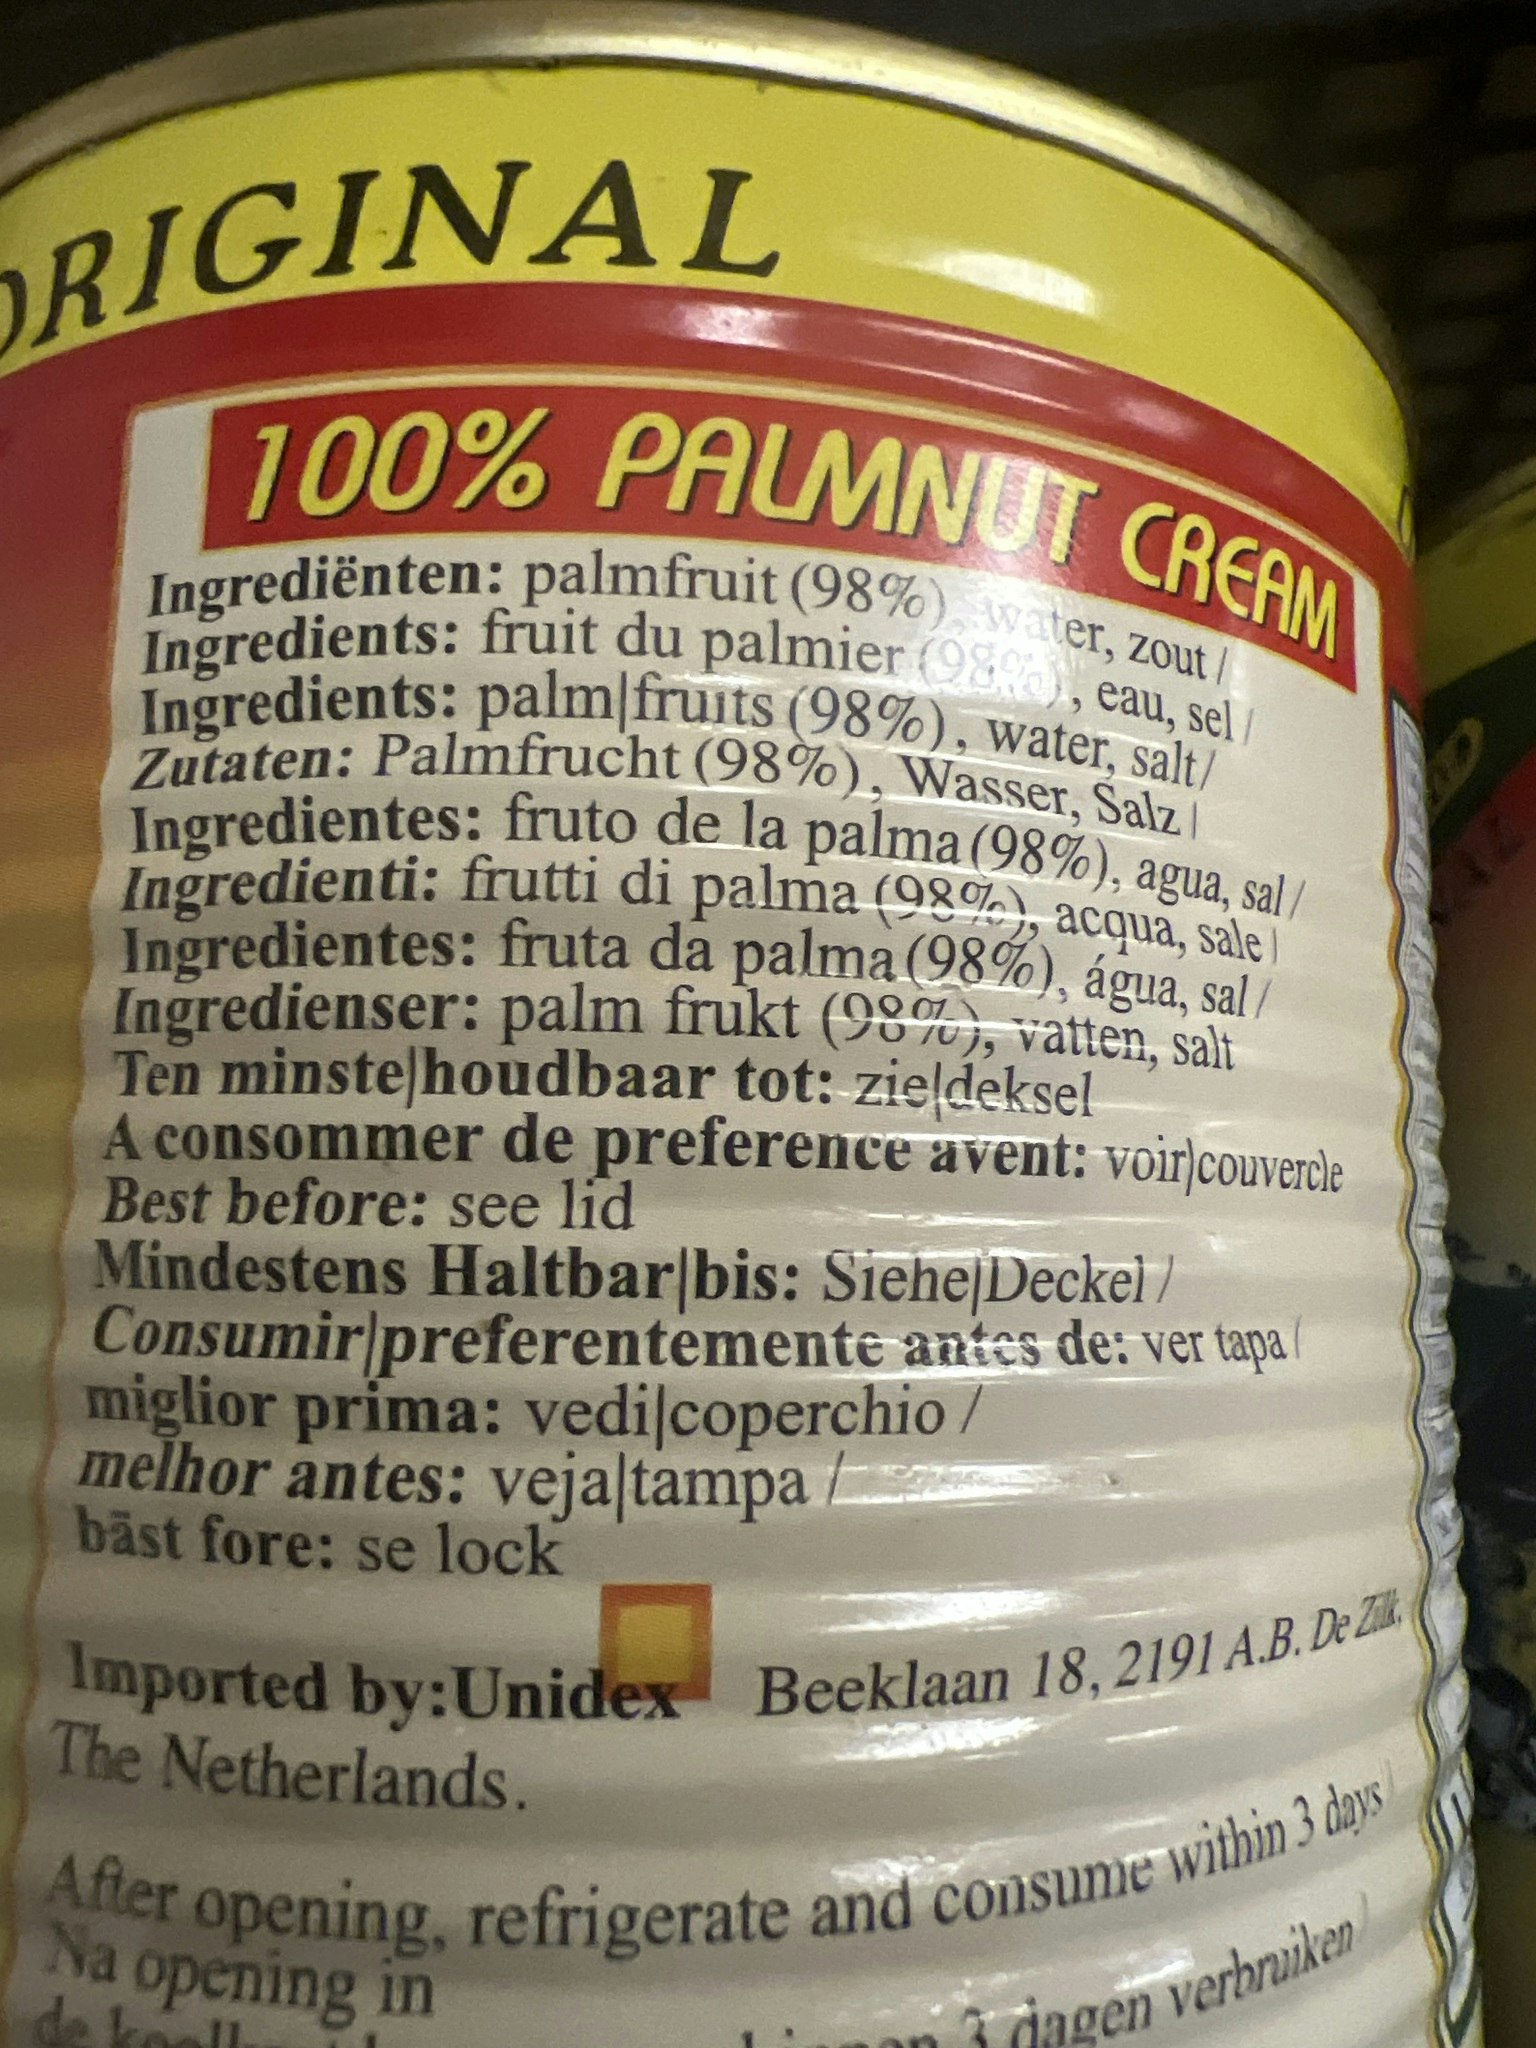 ORIGINAL
100% PALMNUT CREAM
Ingrediënten: palmfruit (98%), water, zout /
Ingredients: fruit du palmier (98%), eau, sel /
Ingredients: palm|fruits (98%), water, salt/
Zutaten: Palmfrucht (98%), Wasser, Salz |
Ingredientes: fruto de la palma (98%), agua, sal /
Ingredienti: frutti di palma (98%), acqua, sale |
Ingredientes: fruta da palma (98%), água, sal /
Ingredienser: palm frukt (98%), vatten, salt
Ten minste|houdbaar tot: zie|deksel
A consommer de preference avent: voir|couvercle
Best before: see lid
Mindestens Haltbar|bis: Siehe|Deckel /
Consumir|preferentemente antes de: ver tapa /
miglior prima: vedi|coperchio /
melhor antes: veja|tampa /
bäst fore: se lock
Imported by:Unidex Beeklaan 18, 2191 A.B. De Zilk.
The Netherlands.
After opening, refrigerate and consume within 3 days /
Na opening in
de 3 dagen verbruiken /